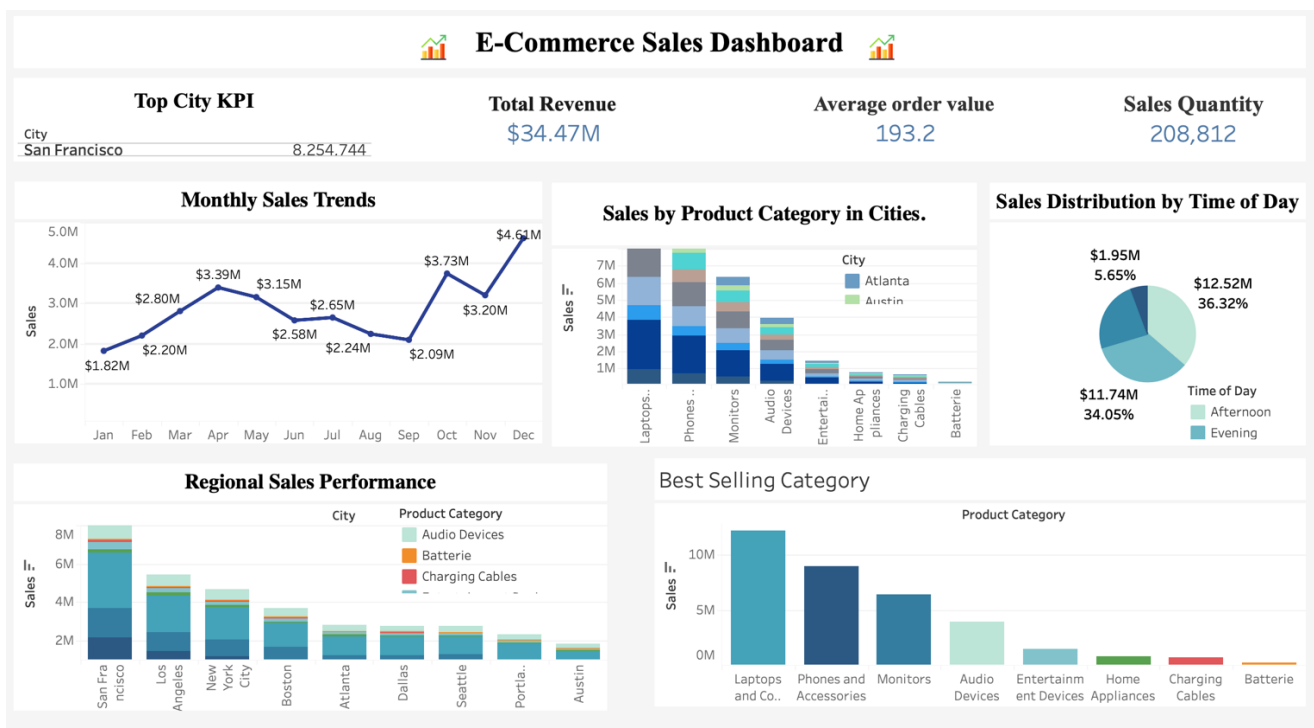 E-Commerce Sales Dashboard
Top City KPI
City
San Francisco 8.254.744
Total Revenue
$34.47M
Average order value
193.2
Sales Quantity
208,812
Monthly Sales Trends
Sales
5.0M
4.0M
3.0M
2.0M
1.0M
$1.82M
$2.20M
$2.80M
$3.39M
$3.15M
$2.58M
$2.65M
$2.24M
$2.09M
$3.73M
$3.20M
$4.61M
Jan Feb Mar Apr May Jun Jul Aug Sep Oct Nov Dec
Sales by Product Category in Cities.
Sales
7M
6M
5M
4M
3M
2M
1M
City
Atlanta
Austin
Laptops..
Phones ..
Monitors
Audio
Devices
Entertai..
Home Ap
pliances
Charging
Cables
Batterie
Sales Distribution by Time of Day
$1.95M
5.65%
$12.52M
36.32%
$11.74M
34.05%
Time of Day
Afternoon
Evening
Regional Sales Performance
City
Product Category
Audio Devices
Batterie
Charging Cables
Sales
8M
6M
4M
2M
San Fra
ncisco
Los
Angeles
New
York
City
Boston
Atlanta
Dallas
Seattle
Portla..
Austin
Best Selling Category
Product Category
Sales
10M
5M
0M
Laptops
and Co..
Phones and
Accessories
Monitors
Audio
Devices
Entertainm
ent Devices
Home
Appliances
Charging
Cables
Batterie